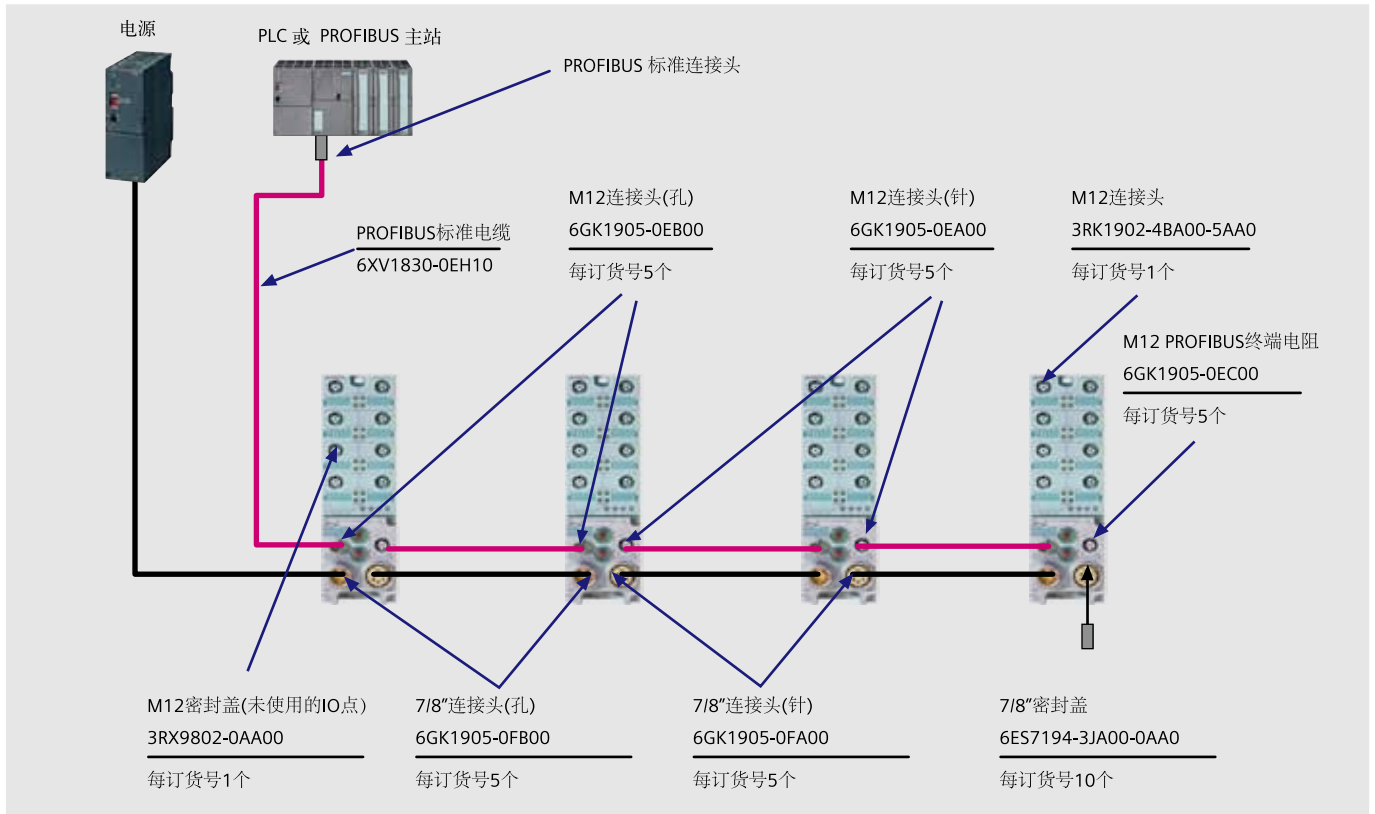 电源
PLC 或 PROFIBUS 主站
PROFIBUS 标准连接头
PROFIBUS标准电缆
6XV1830-0EH10
M12连接头(孔)
6GK1905-0EB00
每订货号5个
M12连接头(针)
6GK1905-0EA00
每订货号5个
M12连接头
3RK1902-4BA00-5AA0
每订货号1个
M12 PROFIBUS终端电阻
6GK1905-0EC00
每订货号5个
M12密封盖(未使用的IO点)
3RX9802-0AA00
每订货号1个
7/8"连接头(孔)
6GK1905-0FB00
每订货号5个
7/8"连接头(针)
6GK1905-0FA00
每订货号5个
7/8"密封盖
6ES7194-3JA00-0AA0
每订货号10个